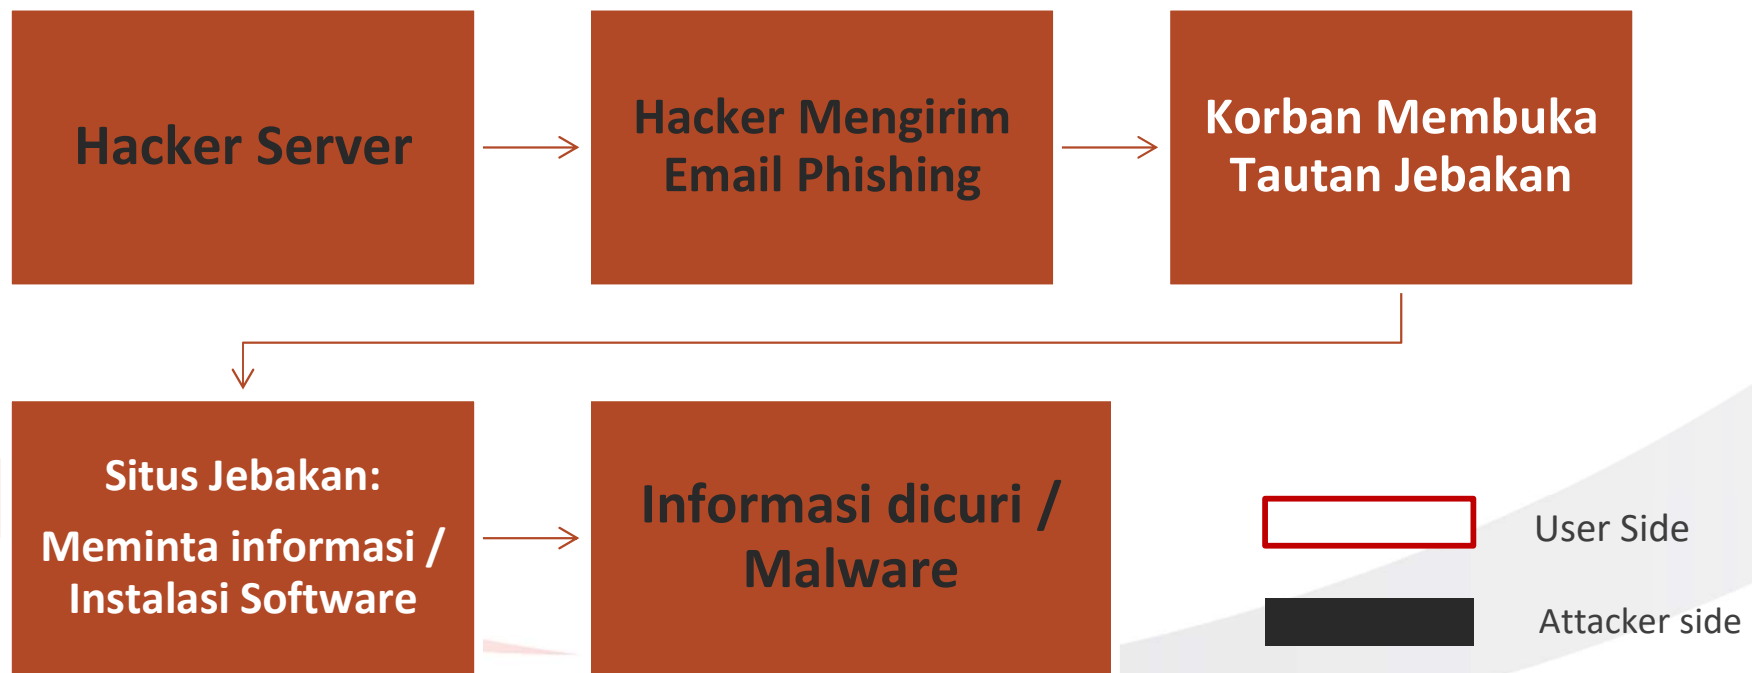 Hacker Server
Hacker Mengirim
Email Phishing
Korban Membuka
Tautan Jebakan
Situs Jebakan:
Meminta informasi /
Instalasi Software
Informasi dicuri /
Malware
User Side
Attacker side